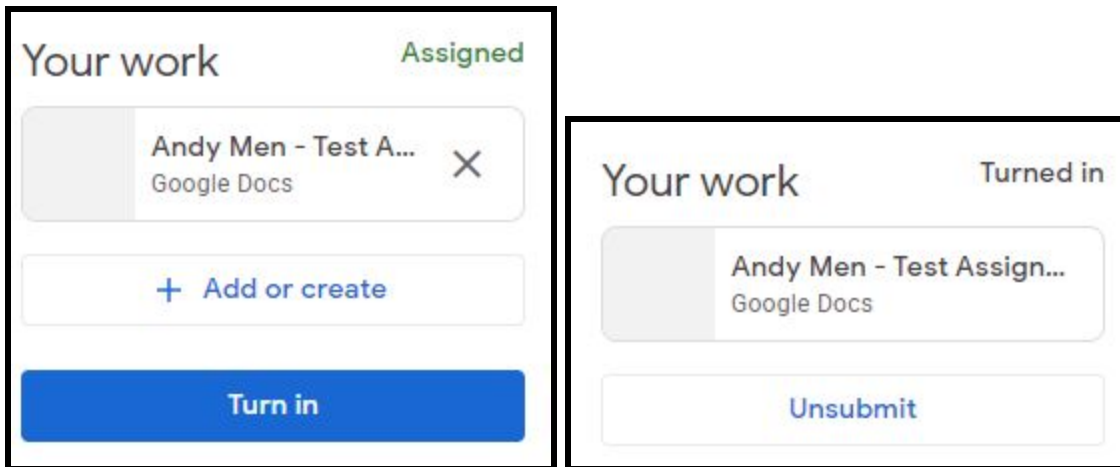 Your work Assigned
Andy Men - Test A...
Google Docs
+ Add or create
Turn in
Your work Turned in
Andy Men - Test Assign...
Google Docs
Unsubmit